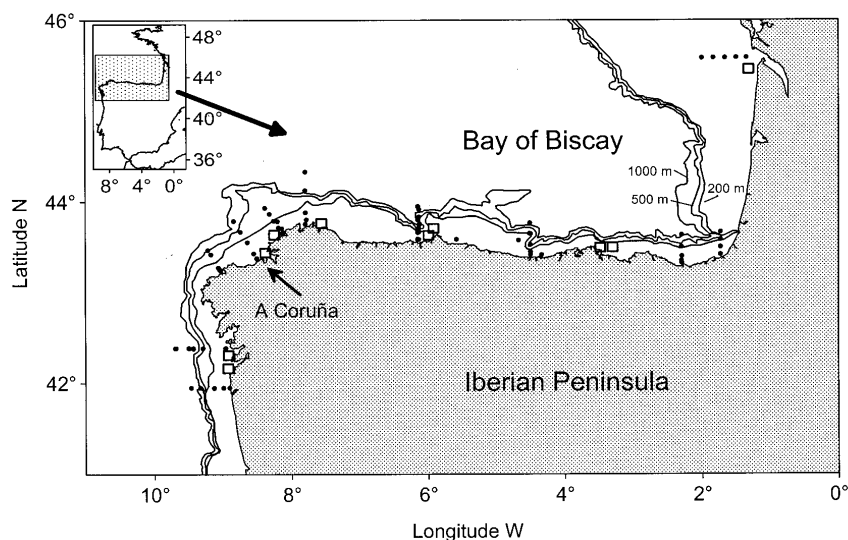 46°
48°
44°
40°
36°
8°
4°
0°
Bay of Biscay
1000 m
500 m
200 m
44°
Latitude N
A Coruña
42°
Iberian Peninsula
10°
8°
6°
4°
2°
0°
Longitude W